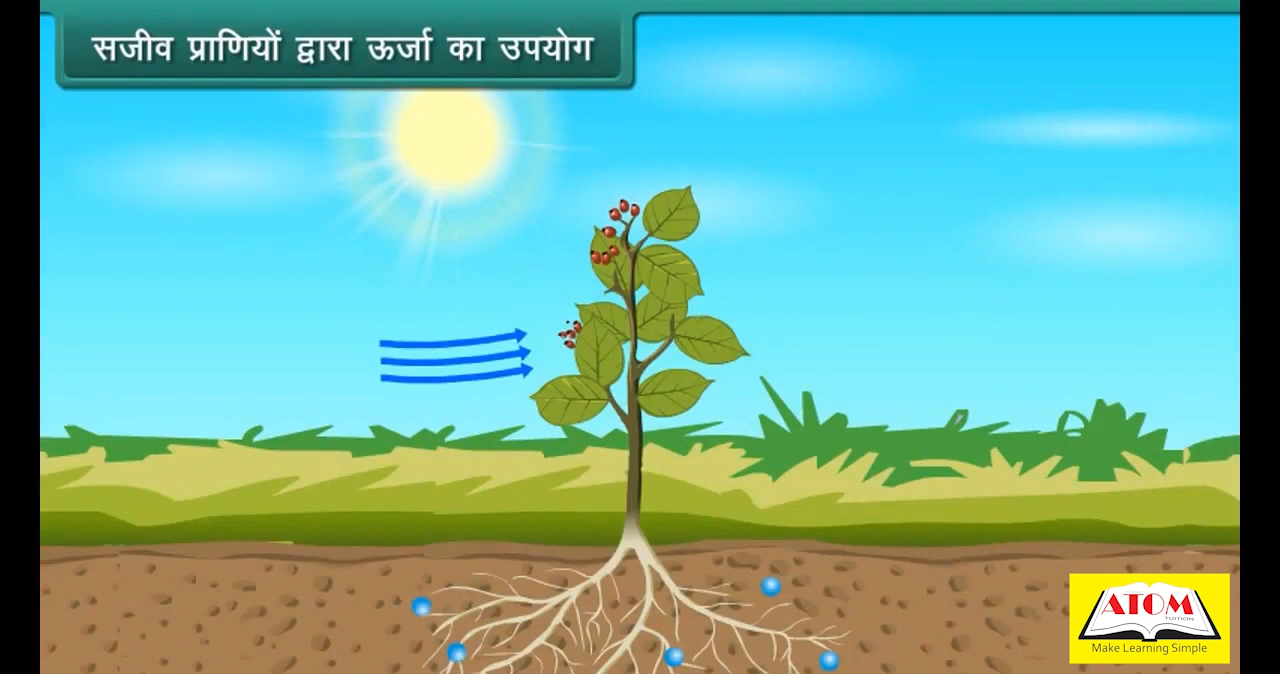 सजीव प्राणियों द्वारा ऊर्जा का उपयोग
ATOM
TUITION
Make Learning Simple